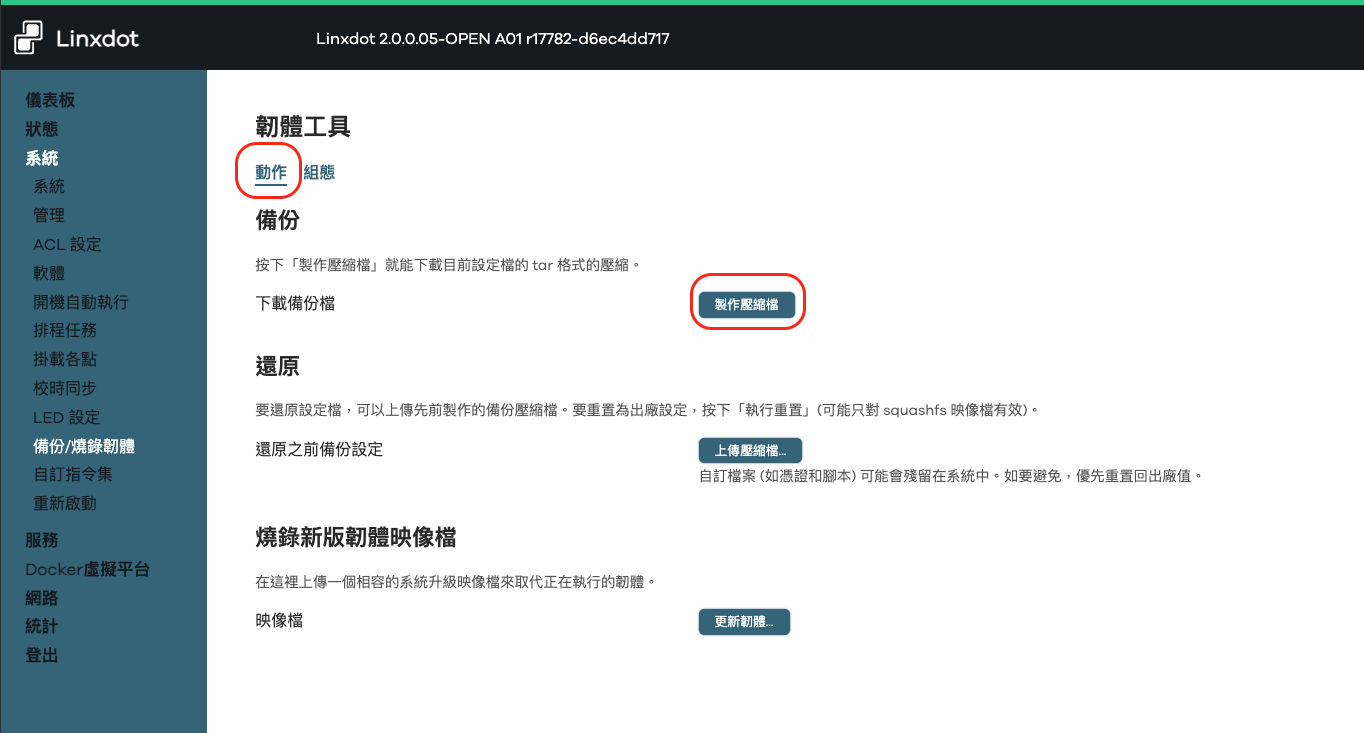 Linxdot
Linxdot 2.0.0.05-OPEN A01 r17782-d6ec4dd717
儀表板
狀態
系統
系統
管理
ACL 設定
軟體
開機自動執行
排程任務
掛載各點
校時同步
LED 設定
備份/燒錄韌體
自訂指令集
重新啟動
服務
Docker虛擬平台
網路
統計
登出
韌體工具
動作 組態
備份
按下「製作壓縮檔」就能下載目前設定檔的 tar 格式的壓縮。
下載備份檔 製作壓縮檔
還原
要還原設定檔，可以上傳先前製作的備份壓縮檔。要重置為出廠設定，按下「執行重置」(可能只對 squashfs 映像檔有效)。
還原之前備份設定 上傳壓縮檔...
自訂檔案 (如憑證和腳本) 可能會殘留在系統中。如要避免，優先重置回出廠值。
燒錄新版韌體映像檔
在這裡上傳一個相容的系統升級映像檔來取代正在執行的韌體。
映像檔 更新韌體...